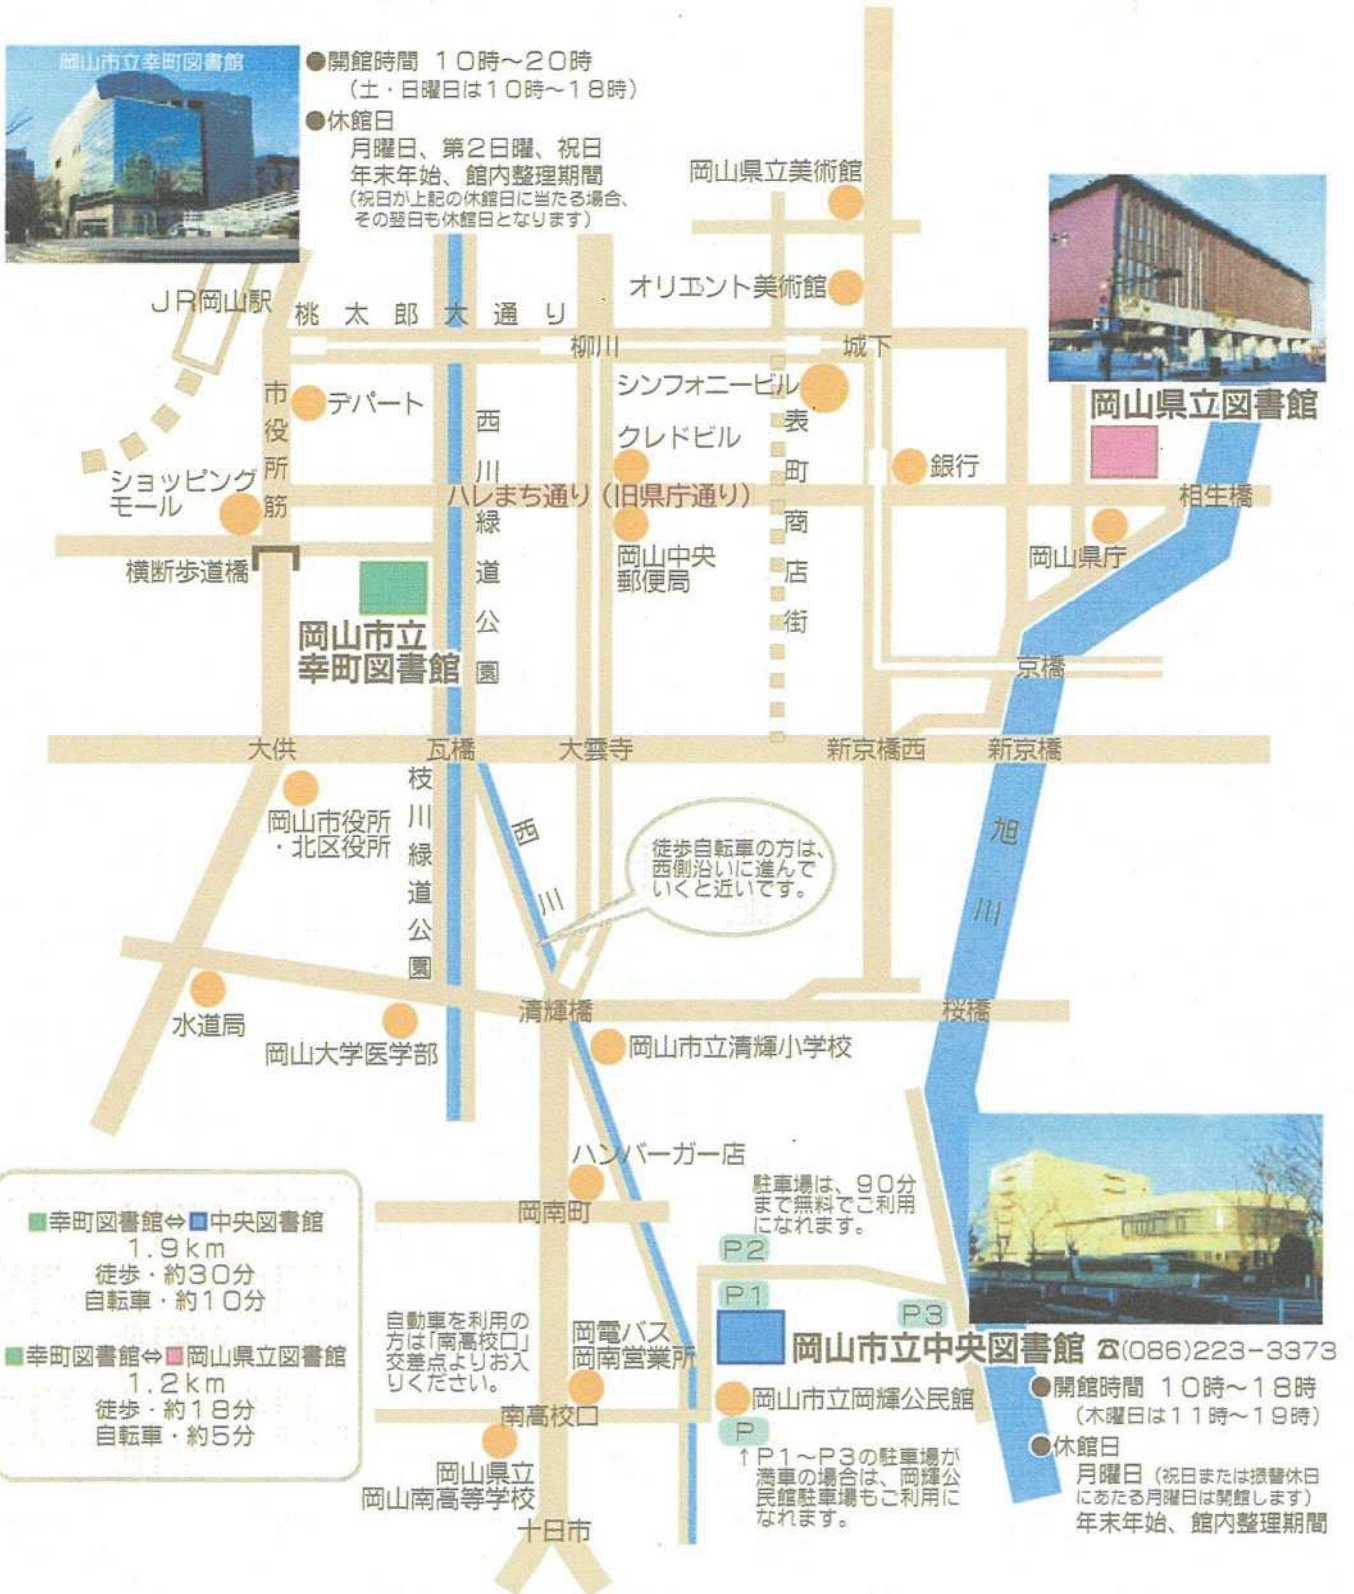 岡山市立幸町図書館
●開館時間 10時～20時
(土・日曜日は10時～18時)
●休館日
月曜日、第2日曜、祝日
年末年始、館内整理期間
(祝日が上記の休館日に当たる場合、
その翌日も休館日となります)
岡山県立美術館
オリエント美術館
JR岡山駅
桃太郎大通り
柳川
城下
シンフォニービル
デパート
市役所筋
西川緑道公園
クレドビル
表町商店街
銀行
岡山県立図書館
ショッピング
モール
ハレまち通り(旧県庁通り)
相生橋
横断歩道橋
岡山中央
郵便局
岡山県庁
岡山市立
幸町図書館
京橋
大供
瓦橋
大雲寺
新京橋西
新京橋
岡山市役所
・北区役所
枝川緑道公園
西川
徒歩自転車の方は、
西側沿いに進んで
いくと近いです。
旭川
水道局
岡山大学医学部
清輝橋
桜橋
岡山市立清輝小学校
ハンバーガー店
岡南町
駐車場は、90分
まで無料でご利用
になれます。
P2
P1
P3
■幸町図書館⇔■中央図書館
1.9km
徒歩・約30分
自転車・約10分
■幸町図書館⇔■岡山県立図書館
1.2km
徒歩・約18分
自転車・約5分
自動車を利用の
方は「南高校口」
交差点よりお入
りください。
岡電バス
岡南営業所
岡山市立中央図書館 ☎(086)223-3373
●開館時間 10時～18時
(木曜日は11時～19時)
●休館日
月曜日(祝日または振替休日
にあたる月曜日は開館します)
年末年始、館内整理期間
岡山市立岡輝公民館
P
↑P1～P3の駐車場が
満車の場合は、岡輝公
民館駐車場もご利用に
なれます。
南高校口
岡山県立
岡山南高等学校
十日市